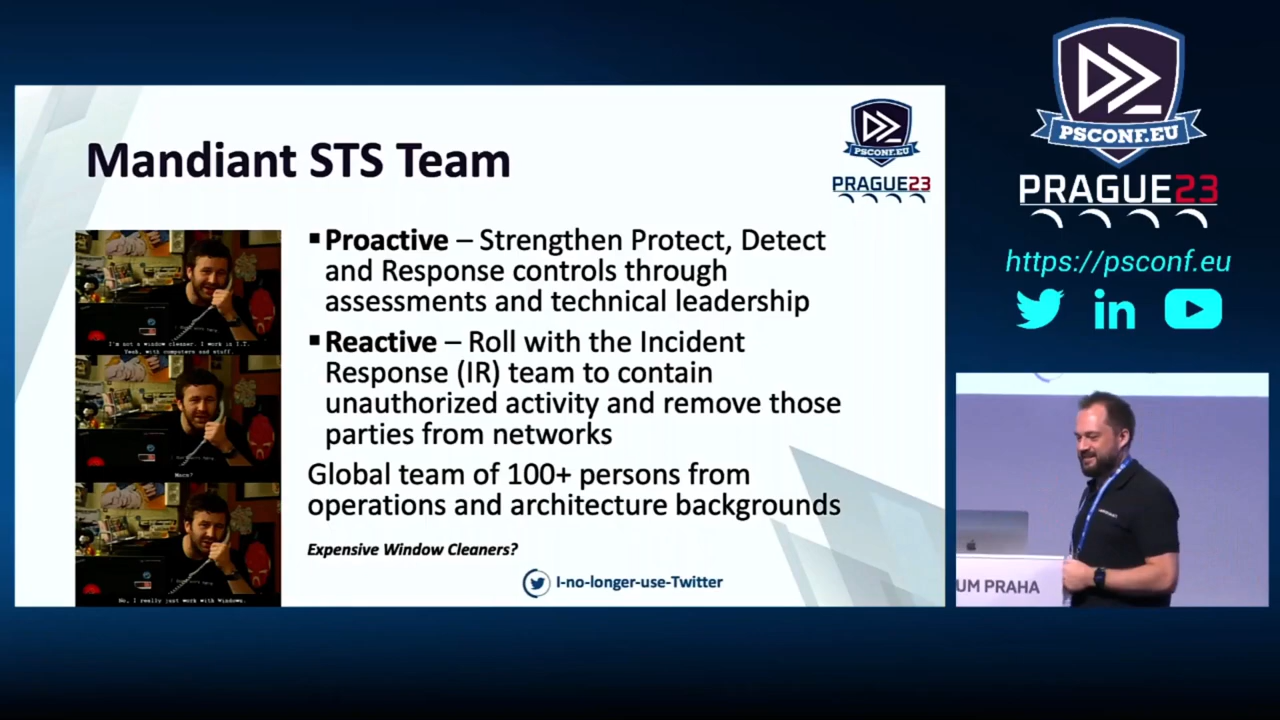 Mandiant STS Team
PSCONF.EU
PRAGUE23
▪Proactive – Strengthen Protect, Detect
and Response controls through
assessments and technical leadership
▪Reactive – Roll with the Incident
Response (IR) team to contain
unauthorized activity and remove those
parties from networks
Global team of 100+ persons from
operations and architecture backgrounds
Expensive Window Cleaners?
I-no-longer-use-Twitter
I'm not a window cleaner. I work in I.T.
Yeah, with computers and stuff.
No, I really just work with Windows.
PSCONF.EU
PRAGUE23
https://psconf.eu
in
UM PRAHA